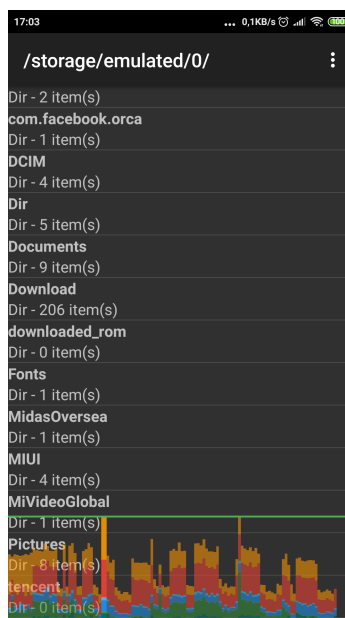 17:03
... 0,1KB/s 100
/storage/emulated/0/
Dir - 2 item(s)
com.facebook.orca
Dir - 1 item(s)
DCIM
Dir - 4 item(s)
Dir
Dir - 5 item(s)
Documents
Dir - 9 item(s)
Download
Dir - 206 item(s)
downloaded_rom
Dir - 0 item(s)
Fonts
Dir - 1 item(s)
MidasOversea
Dir - 1 item(s)
MIUI
Dir - 4 item(s)
MiVideoGlobal
Dir - 1 item(s)
Pictures
Dir - 8 item(s)
tencent
Dir - 0 item(s)